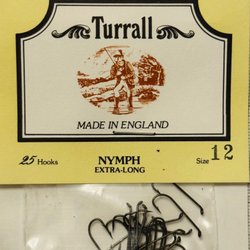 Turrall
MADE IN ENGLAND
25 Hooks NYMPH Size 12
EXTRA-LONG